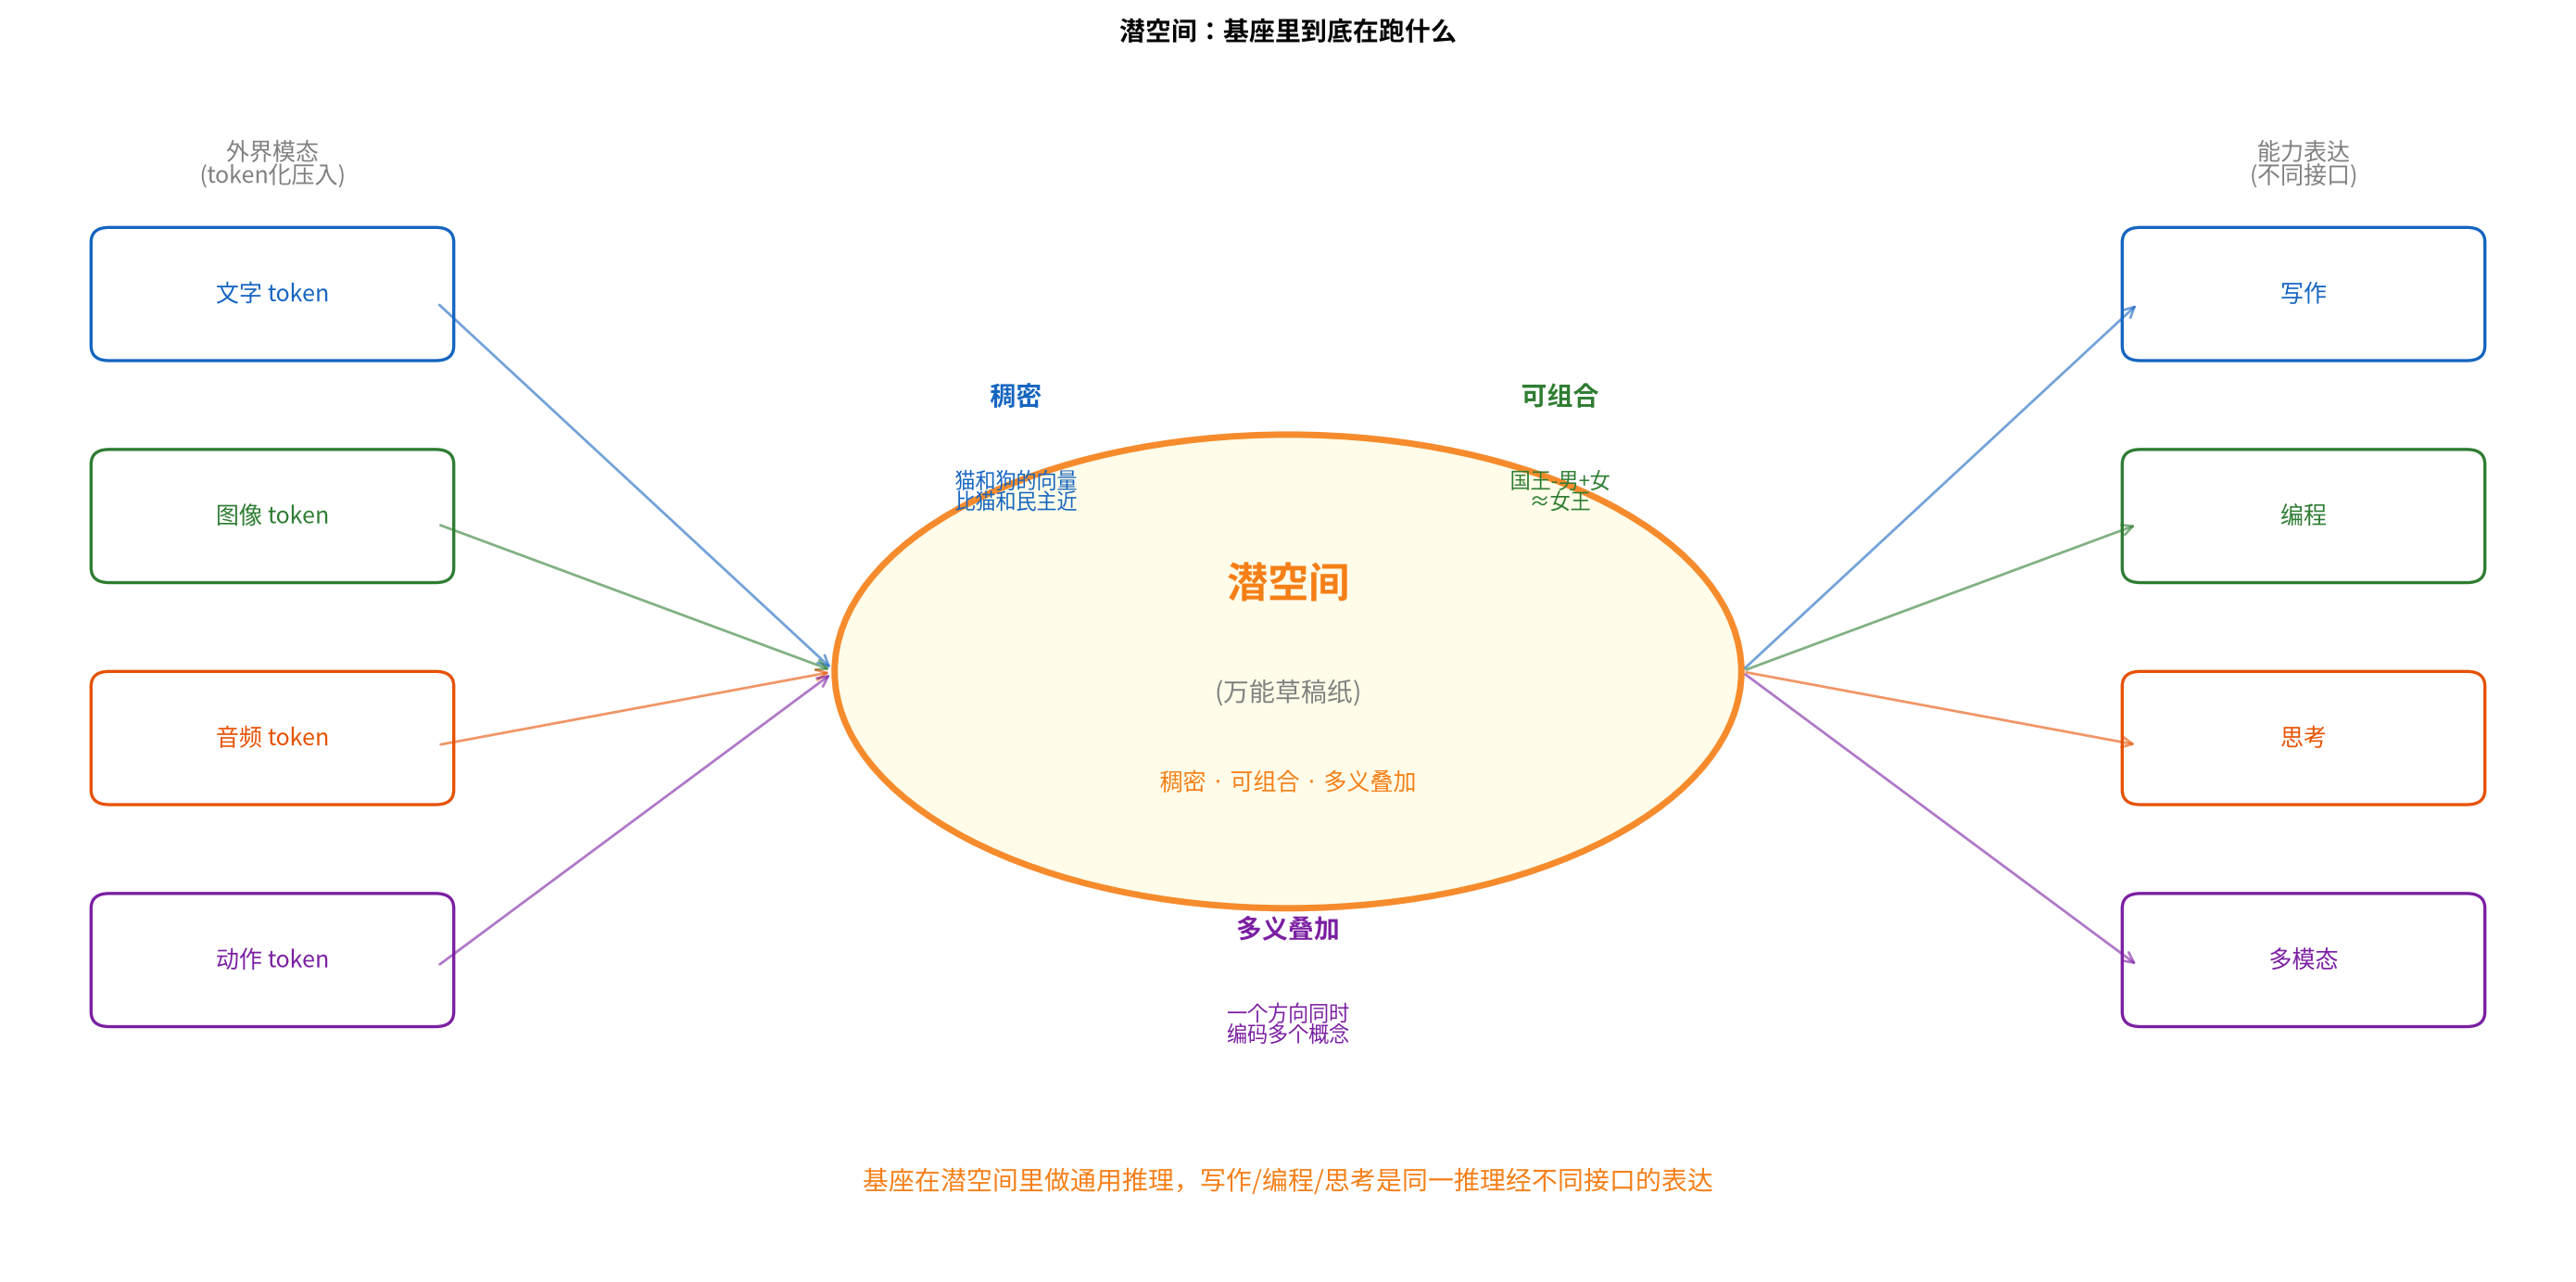 潜空间：基座里到底在跑什么
外界模态
(token化压入)
能力表达
(不同接口)
文字 token
写作
稠密
可组合
猫和狗的向量
比猫和民主近
国王-男+女
≈女王
图像 token
编程
潜空间
(万能草稿纸)
音频 token
思考
稠密 · 可组合 · 多义叠加
多义叠加
动作 token
多模态
一个方向同时
编码多个概念
基座在潜空间里做通用推理，写作/编程/思考是同一推理经不同接口的表达